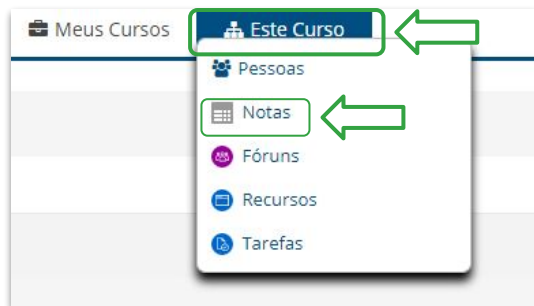 Meus Cursos Este Curso
Pessoas
Notas
Fóruns
Recursos
Tarefas